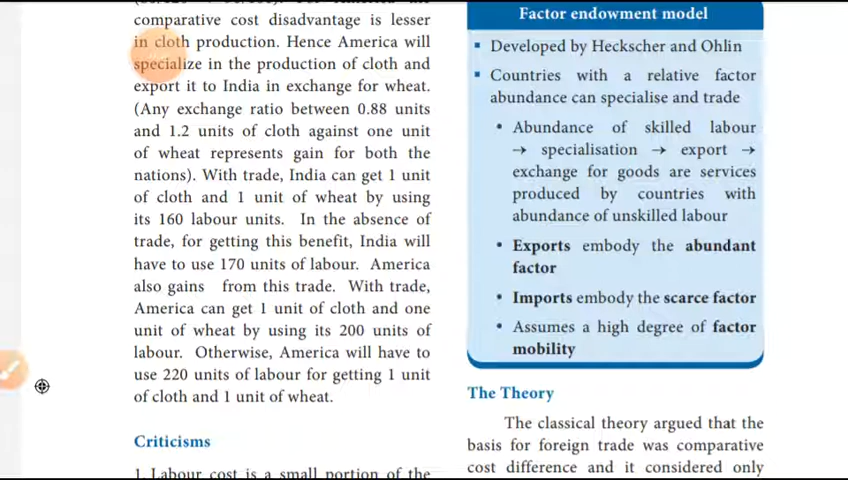 comparative cost disadvantage is lesser
in cloth production. Hence America will
specialize in the production of cloth and
export it to India in exchange for wheat.
(Any exchange ratio between 0.88 units
and 1.2 units of cloth against one unit
of wheat represents gain for both the
nations). With trade, India can get 1 unit
of cloth and 1 unit of wheat by using
its 160 labour units. In the absence of
trade, for getting this benefit, India will
have to use 170 units of labour. America
also gains from this trade. With trade,
America can get 1 unit of cloth and one
unit of wheat by using its 200 units of
labour. Otherwise, America will have to
use 220 units of labour for getting 1 unit
of cloth and 1 unit of wheat.
Criticisms
1. Labour cost is a small portion of the
Factor endowment model
▪ Developed by Heckscher and Ohlin
▪ Countries with a relative factor
abundance can specialise and trade
• Abundance of skilled labour
→ specialisation → export →
exchange for goods are services
produced by countries with
abundance of unskilled labour
• Exports embody the abundant
factor
• Imports embody the scarce factor
• Assumes a high degree of factor
mobility
The Theory
The classical theory argued that the
basis for foreign trade was comparative
cost difference and it considered only